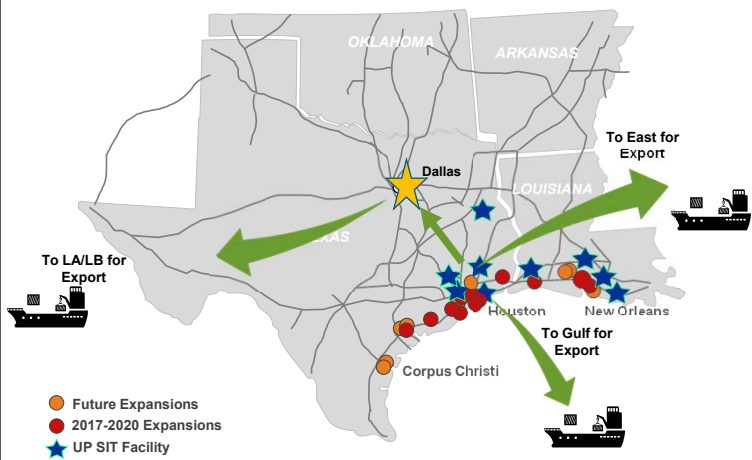 OKLAHOMA
ARKANSAS
To East for
Export
Dallas
LOUISIANA
EXAS
To LA/LB for
Export
Houston
New Orleans
To Gulf for
Export
Corpus Christi
Future Expansions
2017-2020 Expansions
UP SIT Facility